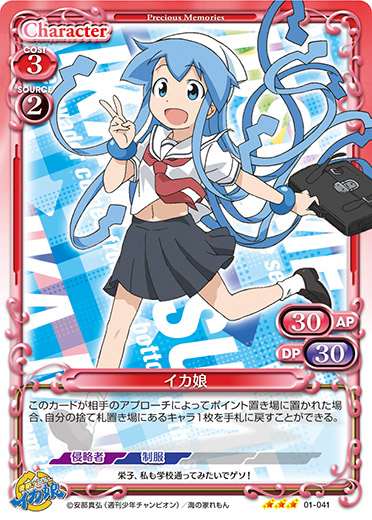 Precious Memories
Character
COST
3
SOURCE
2
30 AP
DP 30
イカ娘
このカードが相手のアプローチによってポイント置き場に置かれた場
合、自分の捨て札置き場にあるキャラ1枚を手札に戻すことができる。
侵略者 制服
栄子、私も学校通ってみたいでゲソ!
イカ娘
©安部真弘(週刊少年チャンピオン)/海の家れもん
01-041